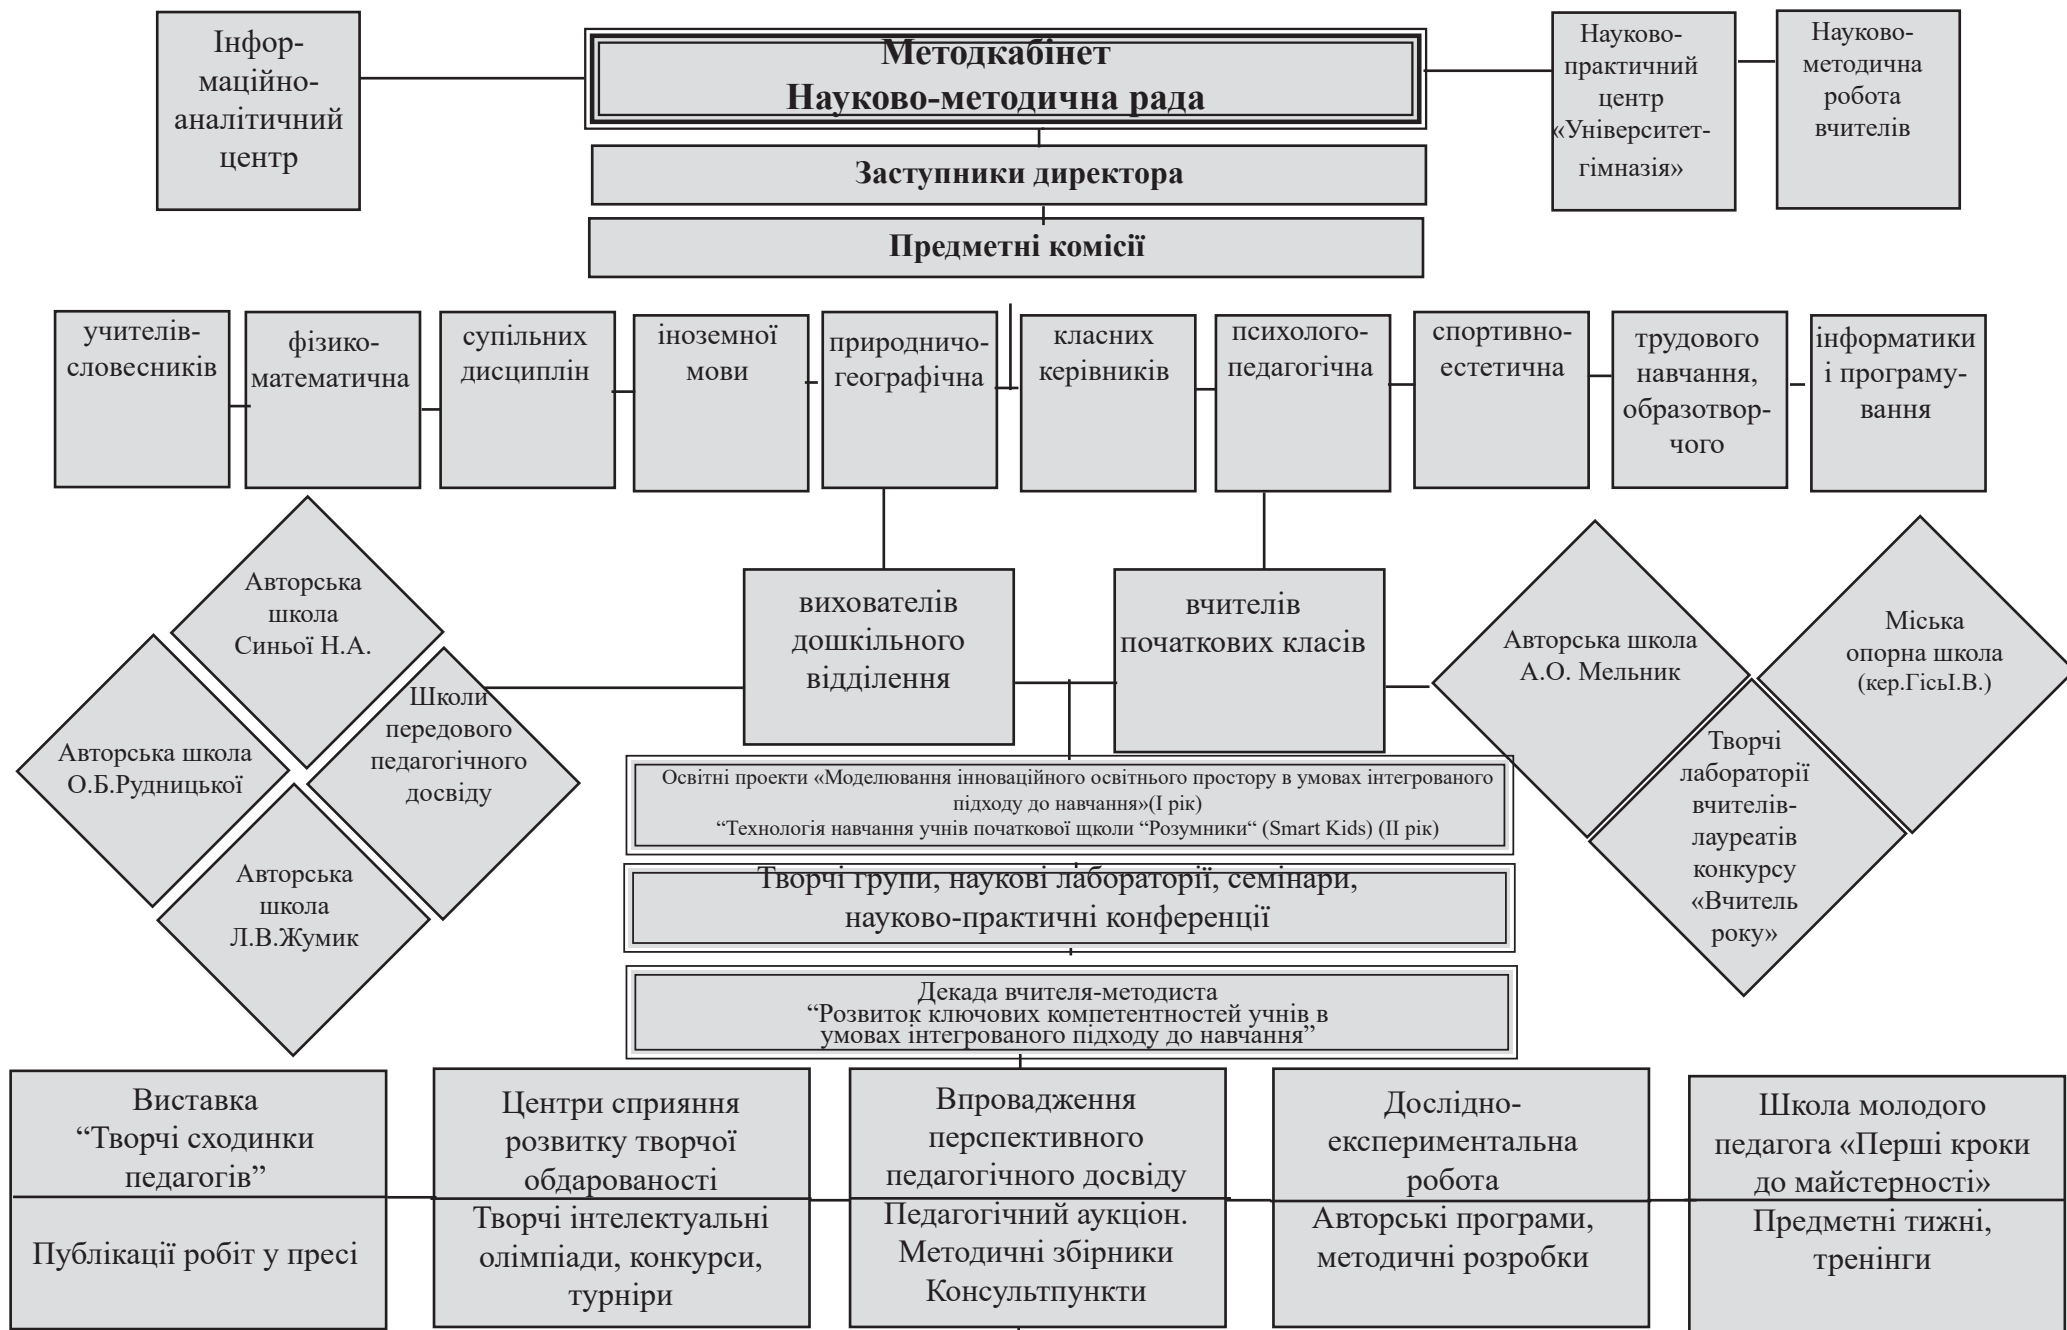 Інфор-
маційно-
аналітичний
центр
Методкабінет
Науково-методична рада
Науково-
практичний
центр
«Університет-
гімназія»
Науково-
методична
робота
вчителів
Заступники директора
Предметні комісії
учителів-
словесників
фізико-
математична
супільних
дисциплін
іноземної
мови
природничо-
географічна
класних
керівників
психолого-
педагогічна
спортивно-
естетична
трудового
навчання,
образотвор-
чого
інформатики
і програму-
вання
Авторська
школа
Синьої Н.А.
Авторська школа
О.Б.Рудницької
Школи
передового
педагогічного
досвіду
Авторська
школа
Л.В.Жумик
вихователів
дошкільного
відділення
вчителів
початкових класів
Авторська школа
А.О. Мельник
Міська
опорна школа
(кер.ГісьІ.В.)
Творчі
лабораторії
вчителів-
лауреатів
конкурсу
«Вчитель
року»
Освітні проекти «Моделювання інноваційного освітнього простору в умовах інтегрованого
підходу до навчання»(І рік)
“Технологія навчання учнів початкової щколи “Розумники“ (Smart Kids) (ІІ рік)
Творчі групи, наукові лабораторії, семінари,
науково-практичні конференції
Декада вчителя-методиста
“Розвиток ключових компетентностей учнів в
умовах інтегрованого підходу до навчання”
Виставка
“Творчі сходинки
педагогів”
Публікації робіт у пресі
Центри сприяння
розвитку творчої
обдарованості
Творчі інтелектуальні
олімпіади, конкурси,
турніри
Впровадження
перспективного
педагогічного досвіду
Педагогічний аукціон.
Методичні збірники
Консультпункти
Дослідно-
експериментальна
робота
Авторські програми,
методичні розробки
Школа молодого
педагога «Перші кроки
до майстерності»
Предметні тижні,
тренінги